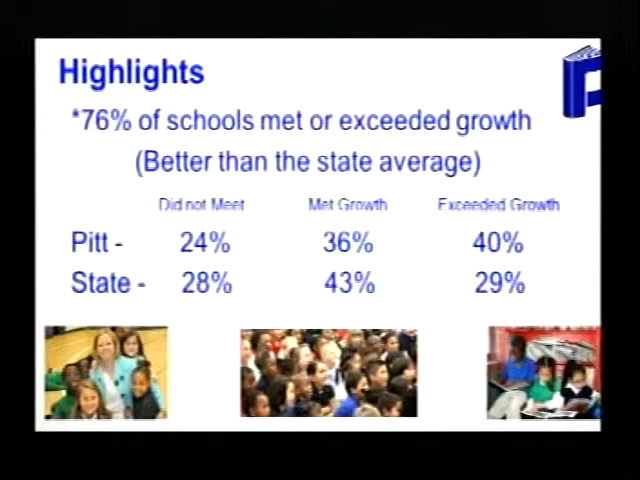 Highlights
*76% of schools met or exceeded growth
(Better than the state average)
Did not Meet Met Growth Exceeded Growth
Pitt - 24% 36% 40%
State - 28% 43% 29%